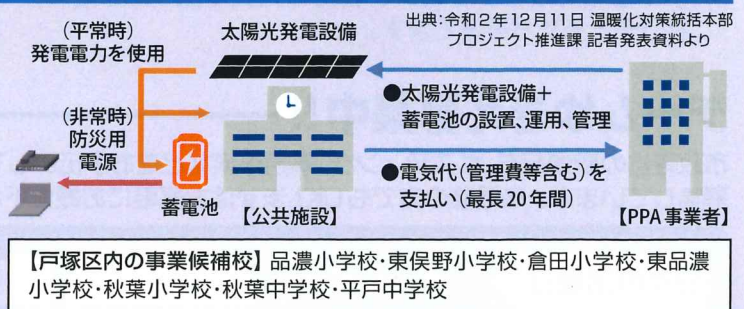 出典:令和2年12月11日 温暖化対策統括本部
プロジェクト推進課 記者発表資料より
(平常時)
発電電力を使用
太陽光発電設備
(非常時)
防災用
電源
蓄電池
【公共施設】
●太陽光発電設備+
蓄電池の設置、運用、管理
●電気代(管理費等含む)を
支払い(最長20年間)
【PPA事業者】
【戸塚区内の事業候補校】品濃小学校・東俣野小学校・倉田小学校・東品濃
小学校・秋葉小学校・秋葉中学校・平戸中学校